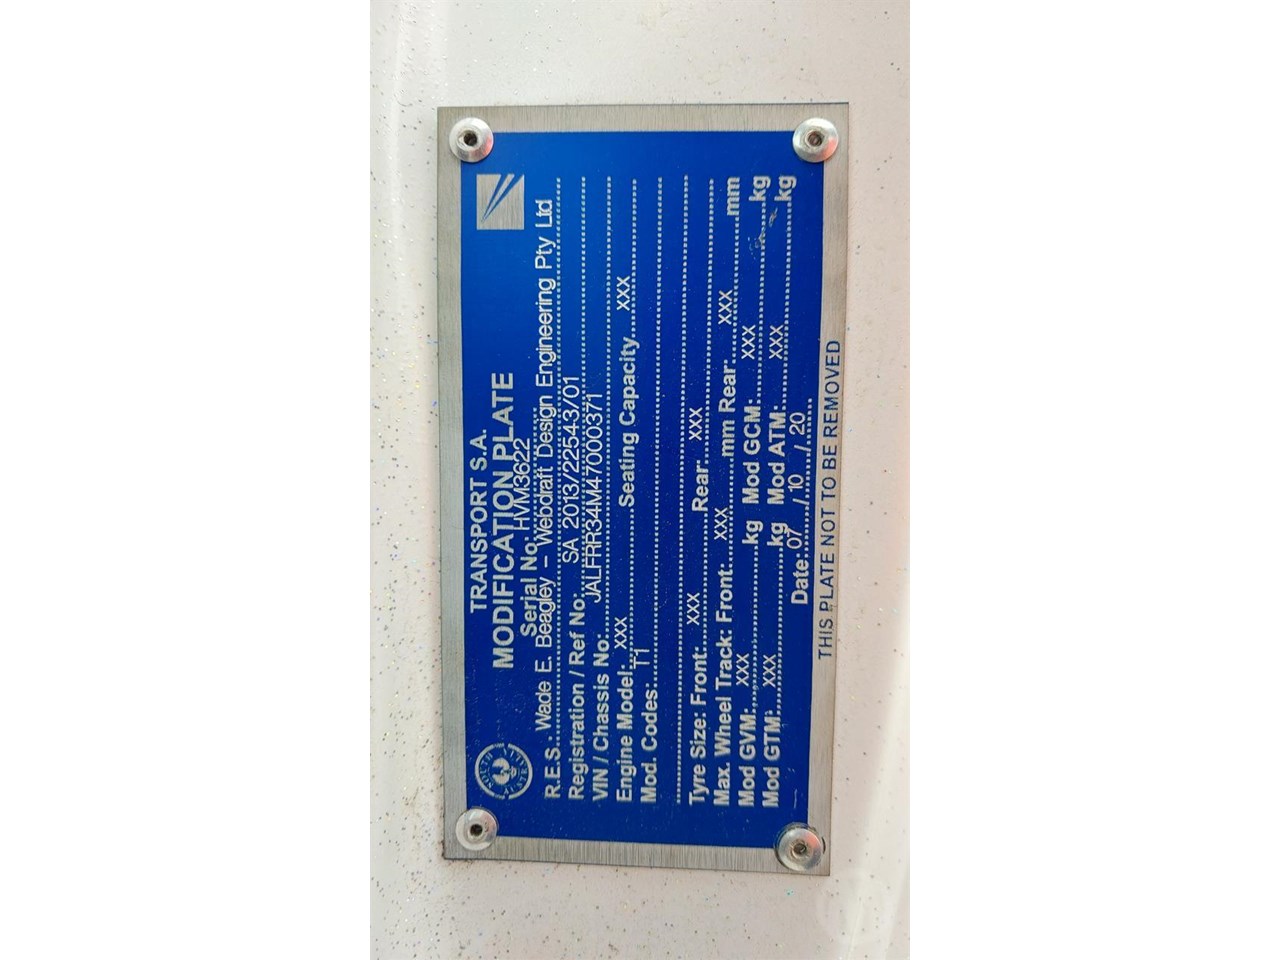 TRANSPORT S.A.
MODIFICATION PLATE
Serial No: HVM3622
R.E.S. Wade E. Beagley – Webdraft Design Engineering Pty Ltd
Registration / Ref No: SA 2013/22543/01
VIN / Chassis No: JALFRR34M47000371
Engine Model: XXX Seating Capacity XXX
Mod. Codes: T1
Tyre Size: Front: XXX Rear: XXX
Max. Wheel Track: Front: XXX mm Rear: XXX mm
Mod GVM: XXX kg Mod GCM: XXX kg
Mod GTM: XXX kg Mod ATM: XXX kg
Date: 07 / 10 / 20
THIS PLATE NOT TO BE REMOVED
SOUTH AUSTRALIA